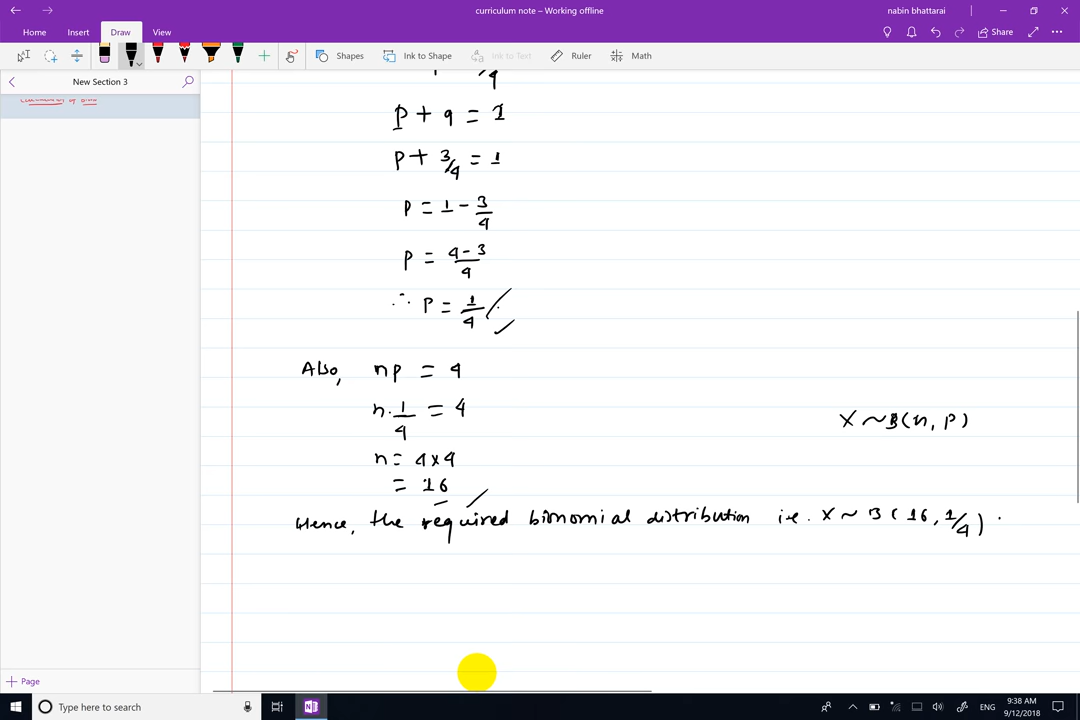 curriculum note – Working offline
nabin bhattarai
Home Insert Draw View
Share
Shapes Ink to Shape Ink to Text Ruler Math
New Section 3
p + q = 1
p + 3/4 = 1
p = 1 - 3/4
p = 4-3/4
∴ p = 1/4
Also, np = 4
n. 1/4 = 4
X ~ B(n, p)
n = 4x4
= 16
Hence, the required binomial distribution i.e. X ~ B(16, 1/4).
Page
Type here to search
ENG
9:38 AM
9/12/2018